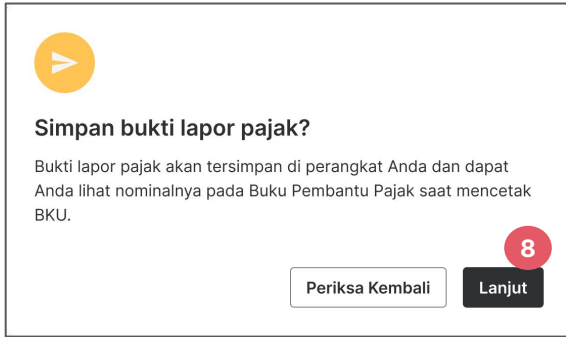 Simpan bukti lapor pajak?
Bukti lapor pajak akan tersimpan di perangkat Anda dan dapat
Anda lihat nominalnya pada Buku Pembantu Pajak saat mencetak
BKU.
8
Periksa Kembali
Lanjut